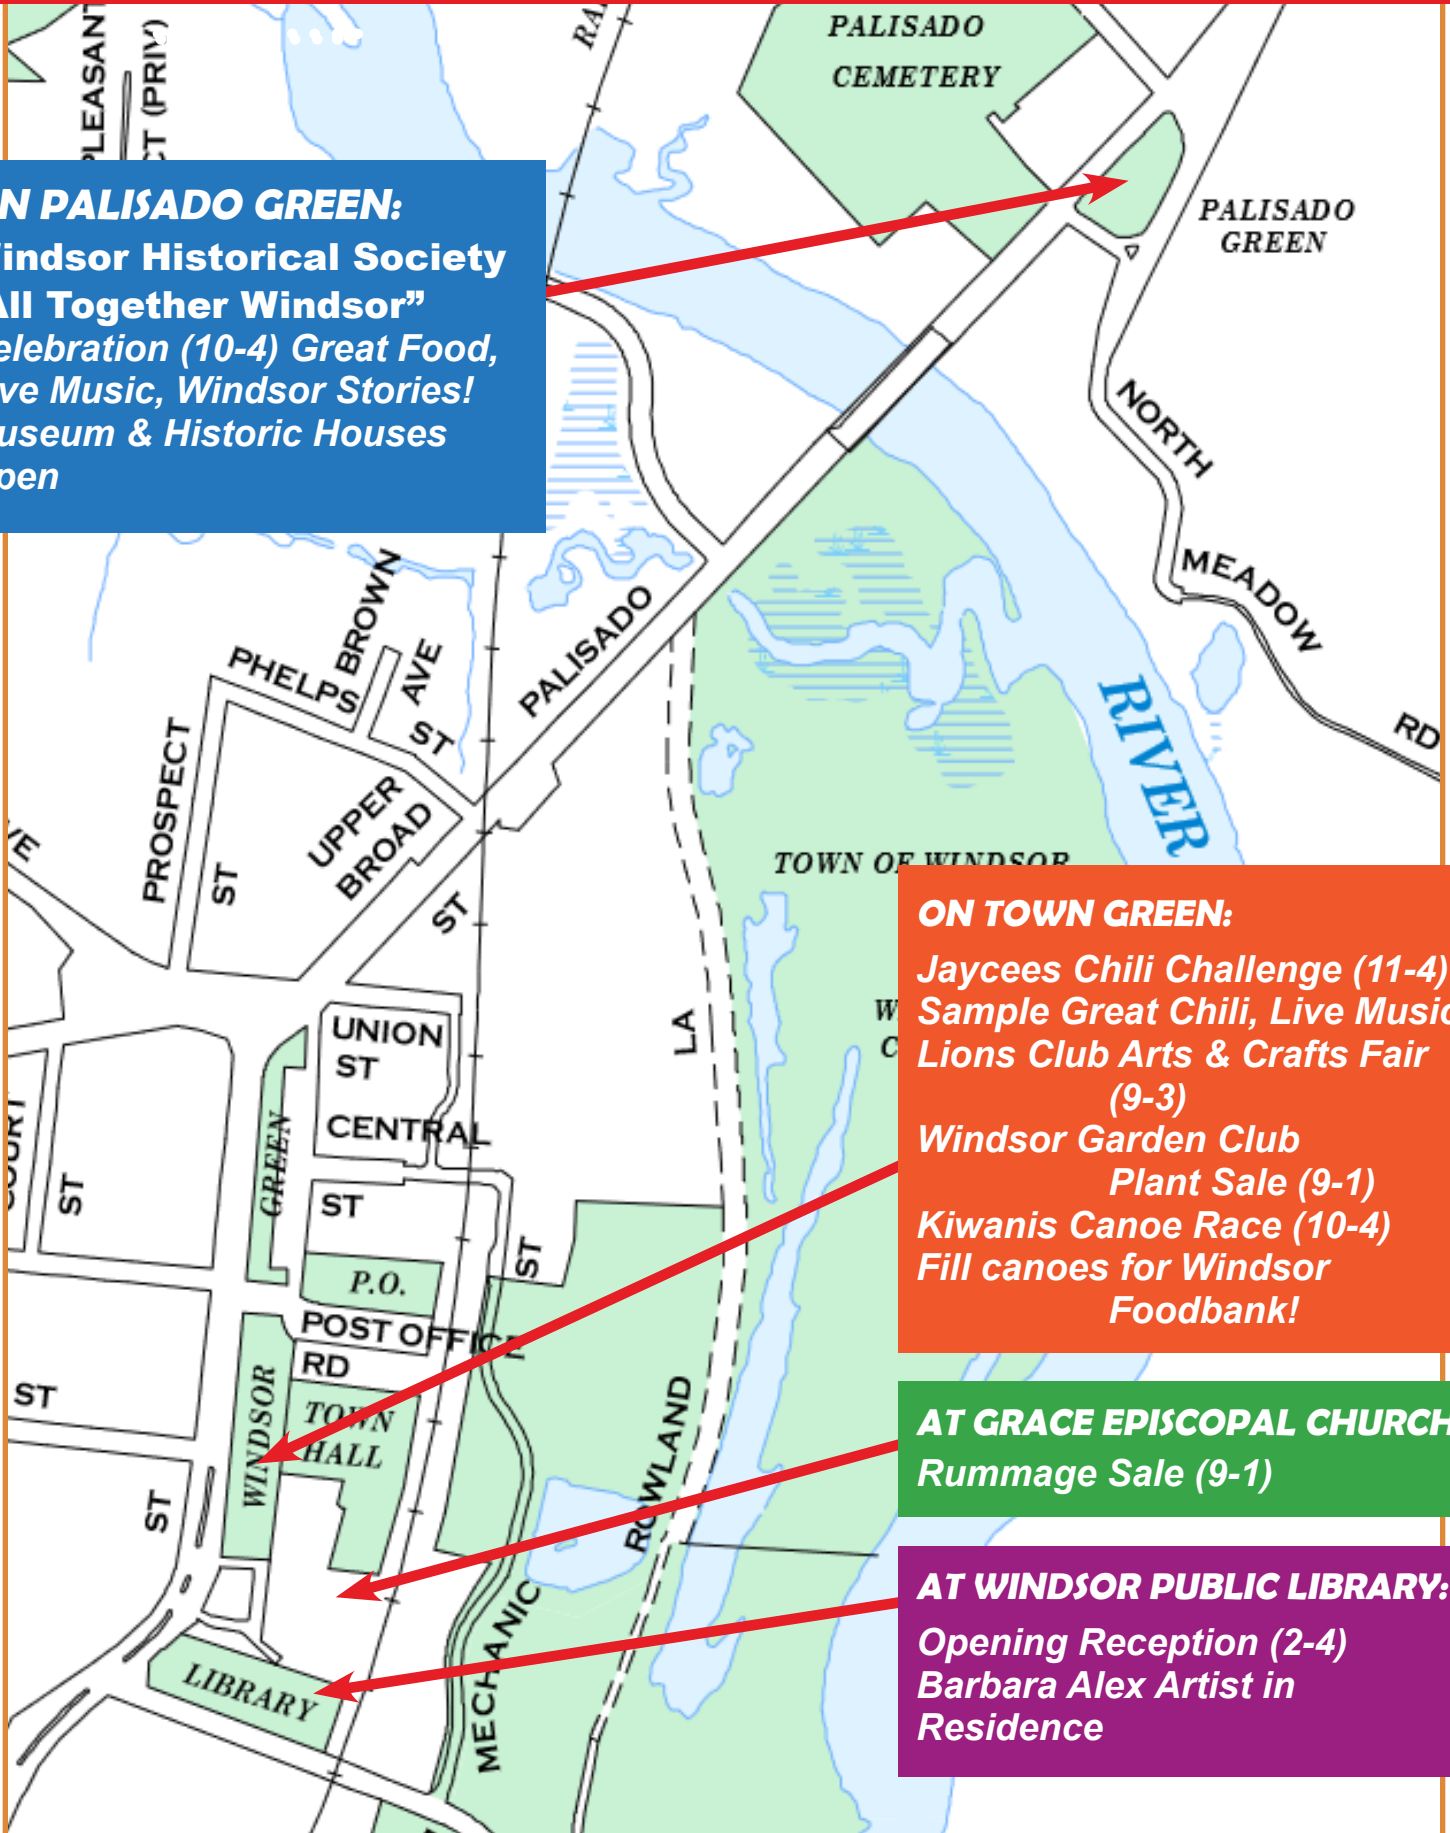 PALISADO
CEMETERY
PLEASANT
(PRIV)
PALISADO
GREEN
PALISADO GREEN:
Historical Society
All Together Windsor”
(10-4) Great Food,
Music, Windsor Stories!
& Historic Houses
NORTH
MEADOW
RD
BROWN
AVE
PHELPS
ST
PALISADO
PROSPECT
ST
UPPER
BROAD
ST
RIVER
TOWN OF WINDSOR
ON TOWN GREEN:
Jaycees Chili Challenge (11-4)
Sample Great Chili, Live Music
Lions Club Arts & Crafts Fair
(9-3)
Windsor Garden Club
Plant Sale (9-1)
Kiwanis Canoe Race (10-4)
Fill canoes for Windsor
Foodbank!
UNION
ST
LA
CENTRAL
GREEN
COURT
ST
ST
ST
P.O.
POST OFFICE
RD
ST
WINDSOR
TOWN
HALL
ROWLAND
AT GRACE EPISCOPAL CHURCH
Rummage Sale (9-1)
ST
MECHANIC
LIBRARY
AT WINDSOR PUBLIC LIBRARY:
Opening Reception (2-4)
Barbara Alex Artist in
Residence